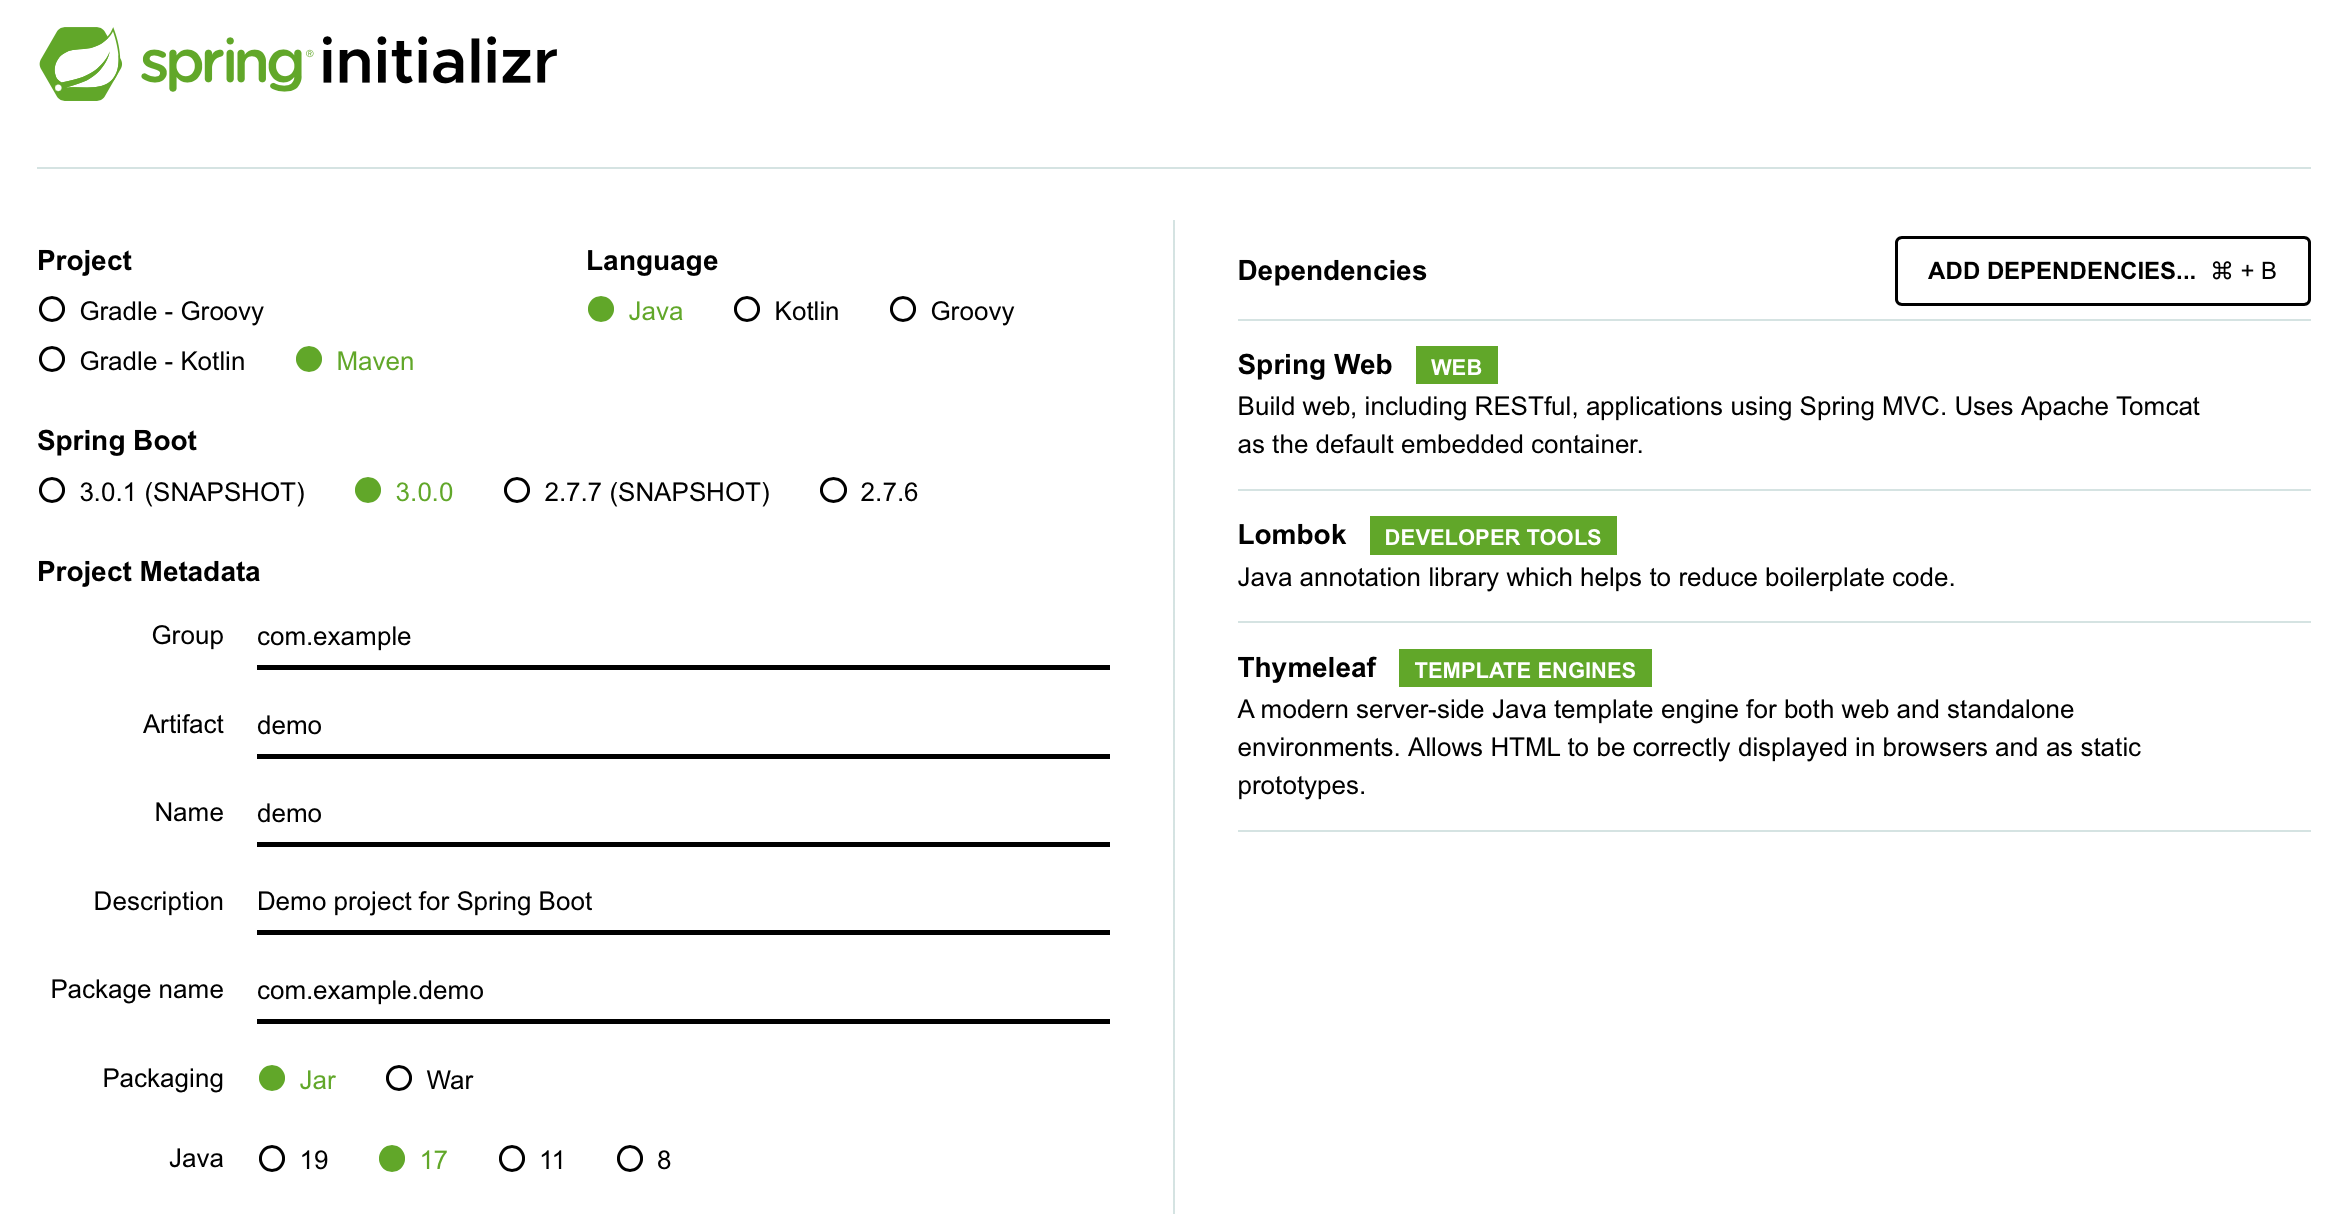 spring® initializr
Project
Gradle - Groovy
Gradle - Kotlin Maven
Language
Java Kotlin Groovy
Spring Boot
3.0.1 (SNAPSHOT) 3.0.0 2.7.7 (SNAPSHOT) 2.7.6
Project Metadata
Group com.example
Artifact demo
Name demo
Description Demo project for Spring Boot
Package name com.example.demo
Packaging Jar War
Java 19 17 11 8
Dependencies ADD DEPENDENCIES... ⌘ + B
Spring Web WEB
Build web, including RESTful, applications using Spring MVC. Uses Apache Tomcat
as the default embedded container.
Lombok DEVELOPER TOOLS
Java annotation library which helps to reduce boilerplate code.
Thymeleaf TEMPLATE ENGINES
A modern server-side Java template engine for both web and standalone
environments. Allows HTML to be correctly displayed in browsers and as static
prototypes.